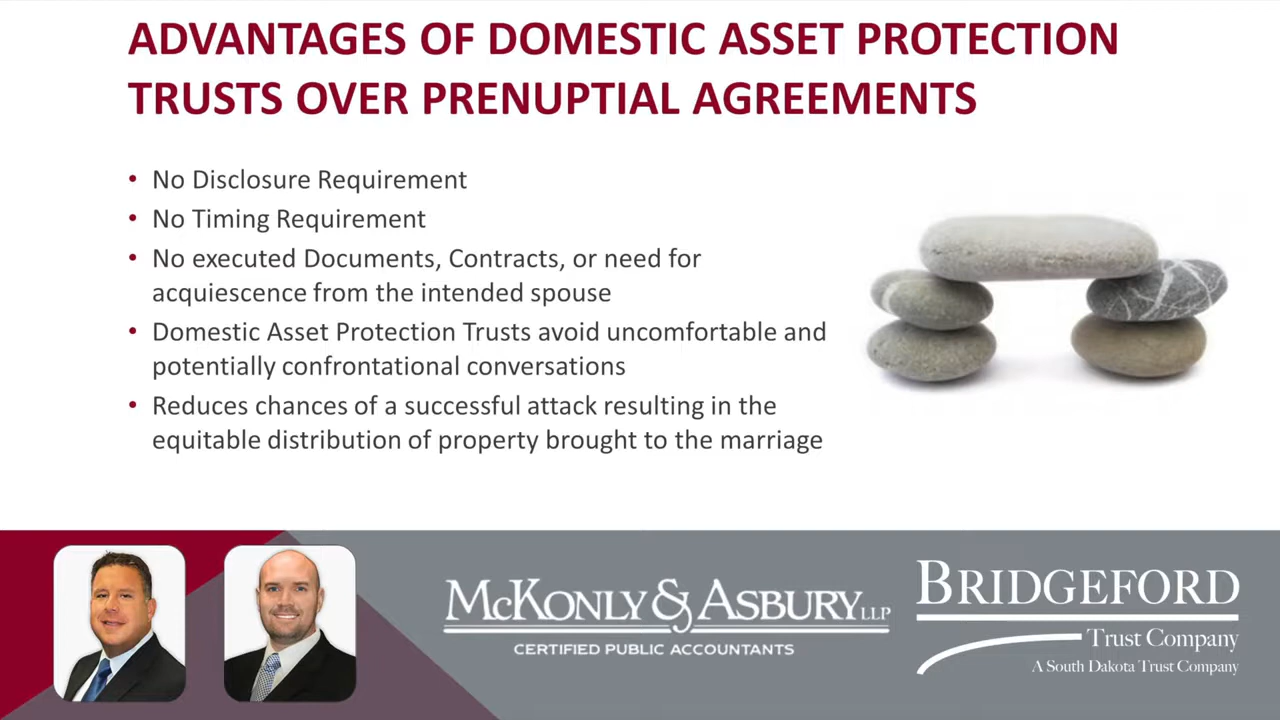 ADVANTAGES OF DOMESTIC ASSET PROTECTION
TRUSTS OVER PRENUPTIAL AGREEMENTS
• No Disclosure Requirement
• No Timing Requirement
• No executed Documents, Contracts, or need for
acquiescence from the intended spouse
• Domestic Asset Protection Trusts avoid uncomfortable and
potentially confrontational conversations
• Reduces chances of a successful attack resulting in the
equitable distribution of property brought to the marriage
McKonly & Asbury LLP
CERTIFIED PUBLIC ACCOUNTANTS
BRIDGEFORD
Trust Company
A South Dakota Trust Company